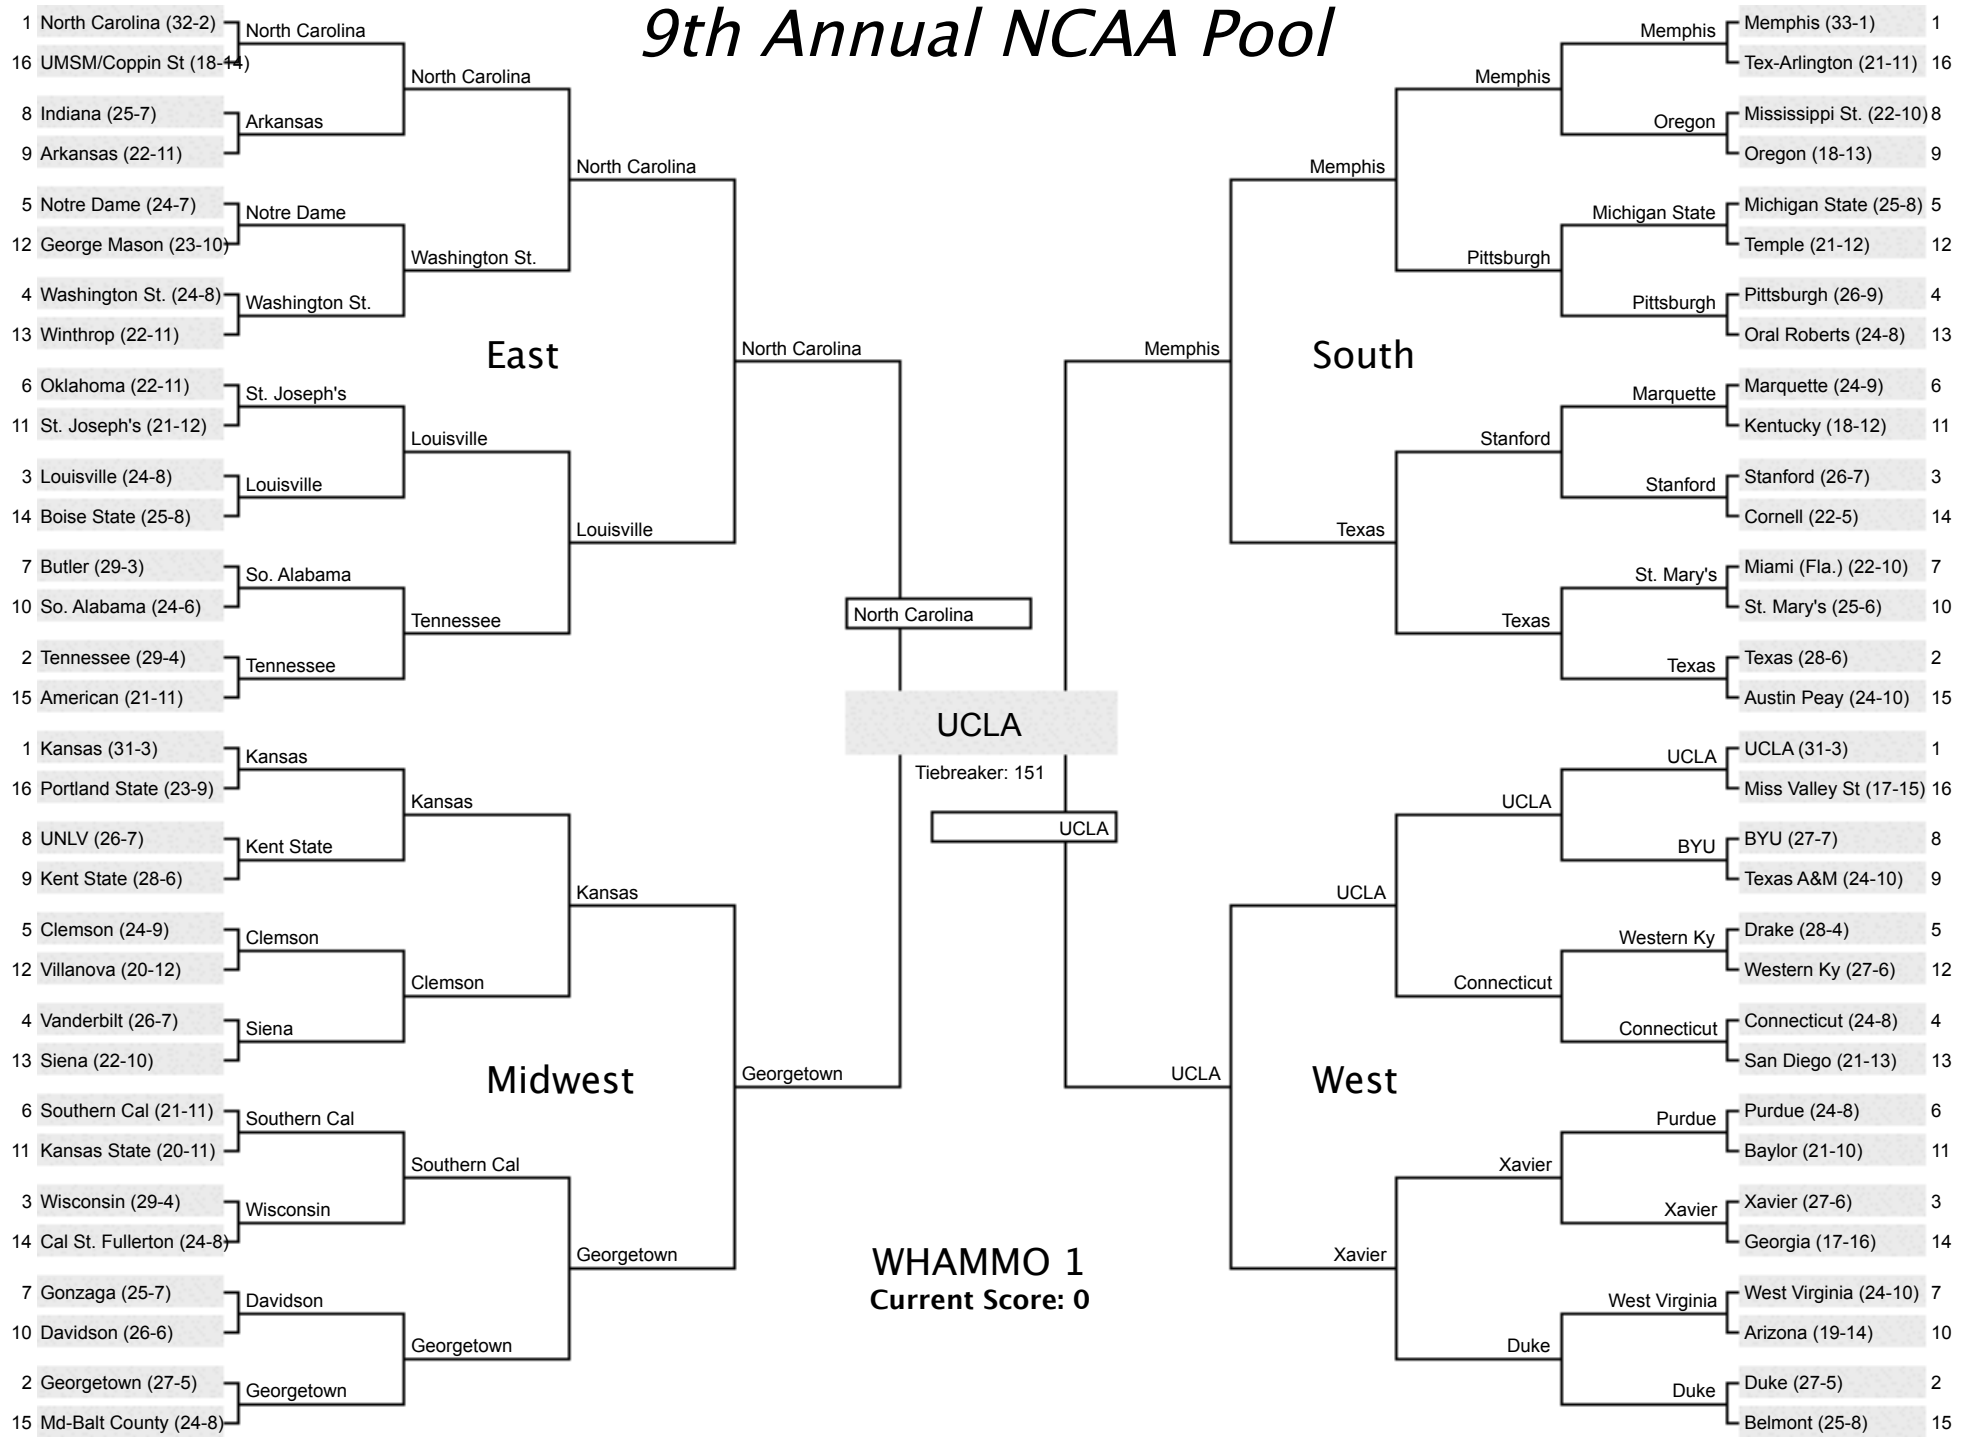 9th Annual NCAA Pool
1 North Carolina (32-2)
16 UMSM/Coppin St (18-14)
8 Indiana (25-7)
9 Arkansas (22-11)
5 Notre Dame (24-7)
12 George Mason (23-10)
4 Washington St. (24-8)
13 Winthrop (22-11)
6 Oklahoma (22-11)
11 St. Joseph's (21-12)
3 Louisville (24-8)
14 Boise State (25-8)
7 Butler (29-3)
10 So. Alabama (24-6)
2 Tennessee (29-4)
15 American (21-11)
North Carolina
Arkansas
Notre Dame
Washington St.
St. Joseph's
Louisville
So. Alabama
Tennessee
North Carolina
Washington St.
Louisville
Tennessee
North Carolina
Louisville
East
North Carolina
1 Kansas (31-3)
16 Portland State (23-9)
8 UNLV (26-7)
9 Kent State (28-6)
5 Clemson (24-9)
12 Villanova (20-12)
4 Vanderbilt (26-7)
13 Siena (22-10)
6 Southern Cal (21-11)
11 Kansas State (20-11)
3 Wisconsin (29-4)
14 Cal St. Fullerton (24-8)
7 Gonzaga (25-7)
10 Davidson (26-6)
2 Georgetown (27-5)
15 Md-Balt County (24-8)
Kansas
Kent State
Clemson
Siena
Southern Cal
Wisconsin
Davidson
Georgetown
Kansas
Clemson
Southern Cal
Georgetown
Kansas
Georgetown
Midwest
Georgetown
North Carolina
UCLA
Tiebreaker: 151
UCLA
WHAMMO 1
Current Score: 0
Memphis (33-1) 1
Tex-Arlington (21-11) 16
Mississippi St. (22-10) 8
Oregon (18-13) 9
Michigan State (25-8) 5
Temple (21-12) 12
Pittsburgh (26-9) 4
Oral Roberts (24-8) 13
Marquette (24-9) 6
Kentucky (18-12) 11
Stanford (26-7) 3
Cornell (22-5) 14
Miami (Fla.) (22-10) 7
St. Mary's (25-6) 10
Texas (28-6) 2
Austin Peay (24-10) 15
Memphis
Oregon
Michigan State
Pittsburgh
Marquette
Stanford
St. Mary's
Texas
Memphis
Pittsburgh
Stanford
Texas
Memphis
Texas
South
Memphis
UCLA (31-3) 1
Miss Valley St (17-15) 16
BYU (27-7) 8
Texas A&M (24-10) 9
Drake (28-4) 5
Western Ky (27-6) 12
Connecticut (24-8) 4
San Diego (21-13) 13
Purdue (24-8) 6
Baylor (21-10) 11
Xavier (27-6) 3
Georgia (17-16) 14
West Virginia (24-10) 7
Arizona (19-14) 10
Duke (27-5) 2
Belmont (25-8) 15
UCLA
BYU
Western Ky
Connecticut
Purdue
Xavier
West Virginia
Duke
UCLA
Connecticut
Xavier
Duke
UCLA
Xavier
West
UCLA